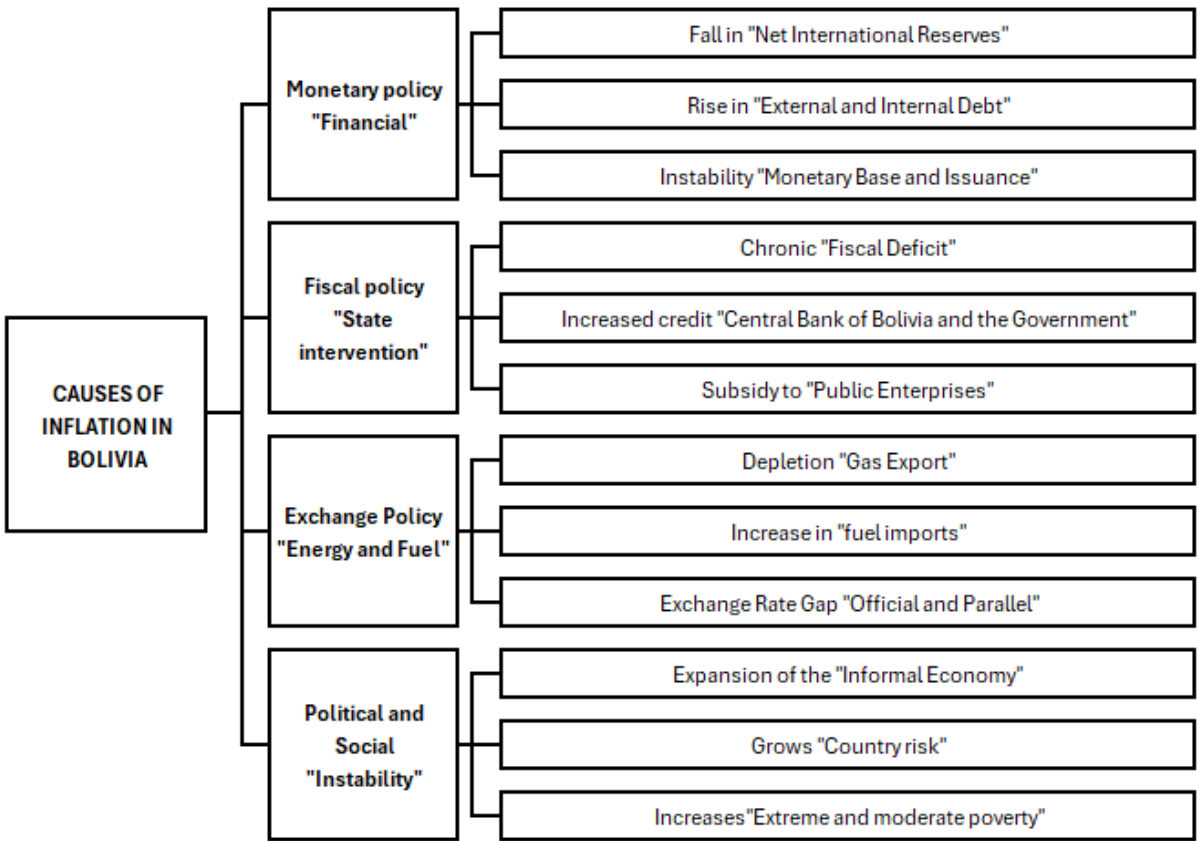 CAUSES OF
INFLATION IN
BOLIVIA
Monetary policy
"Financial"
Fall in "Net International Reserves"
Rise in "External and Internal Debt"
Instability "Monetary Base and Issuance"
Fiscal policy
"State
intervention"
Chronic "Fiscal Deficit"
Increased credit "Central Bank of Bolivia and the Government"
Subsidy to "Public Enterprises"
Exchange Policy
"Energy and Fuel"
Depletion "Gas Export"
Increase in "fuel imports"
Exchange Rate Gap "Official and Parallel"
Political and
Social
"Instability"
Expansion of the "Informal Economy"
Grows "Country risk"
Increases"Extreme and moderate poverty"